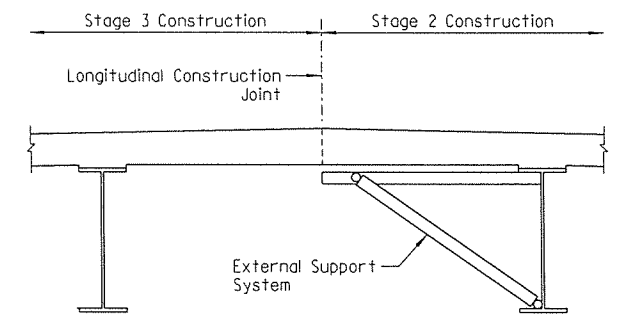 Stage 3 Construction
Stage 2 Construction
Longitudinal Construction
Joint
External Support
System